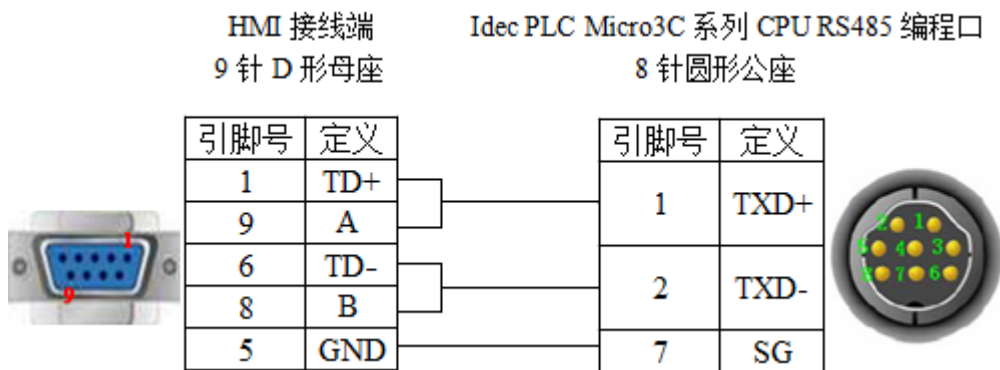 HMI 接线端
9 针 D 形母座
Idec PLC Micro3C 系列 CPU RS485 编程口
8 针圆形公座
引脚号 定义
1 TD+
9 A
6 TD-
8 B
5 GND
引脚号 定义
1 TXD+
2 TXD-
7 SG
1
9
2 1
5 4 3
8 7 6